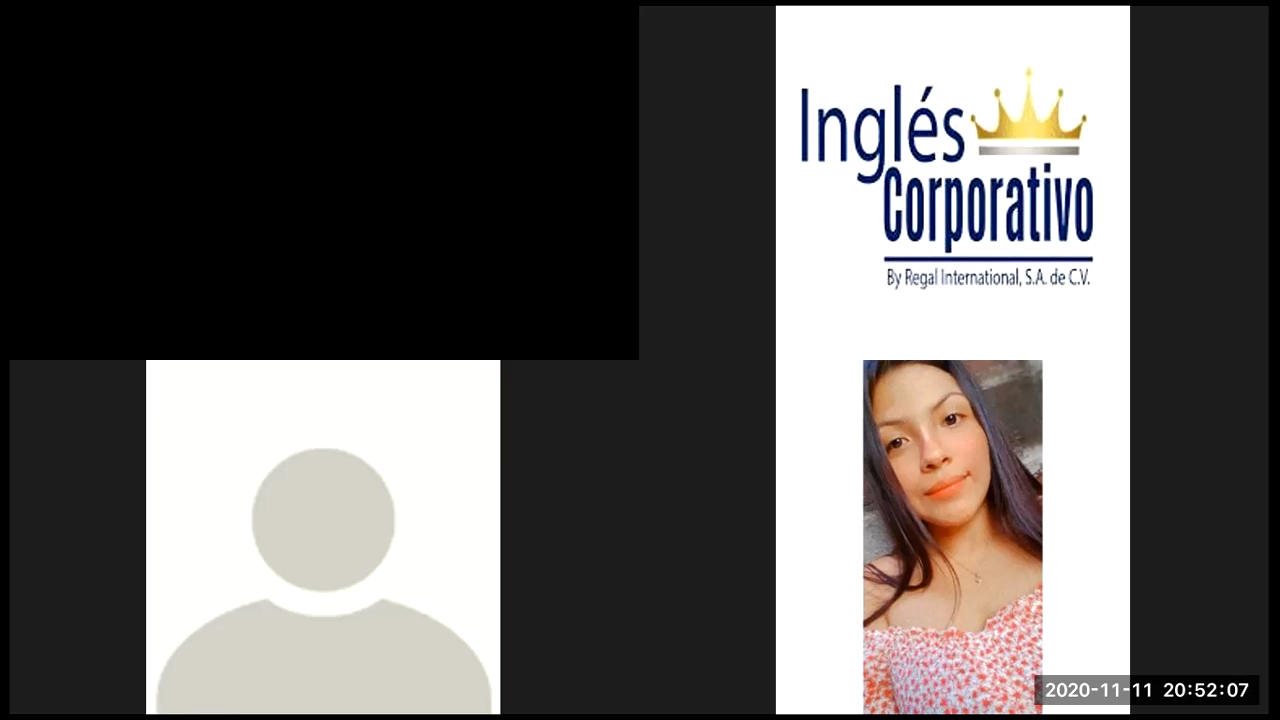 Inglés
Corporativo
By Regal International, S.A. de C.V.
2020-11-11 20:52:07